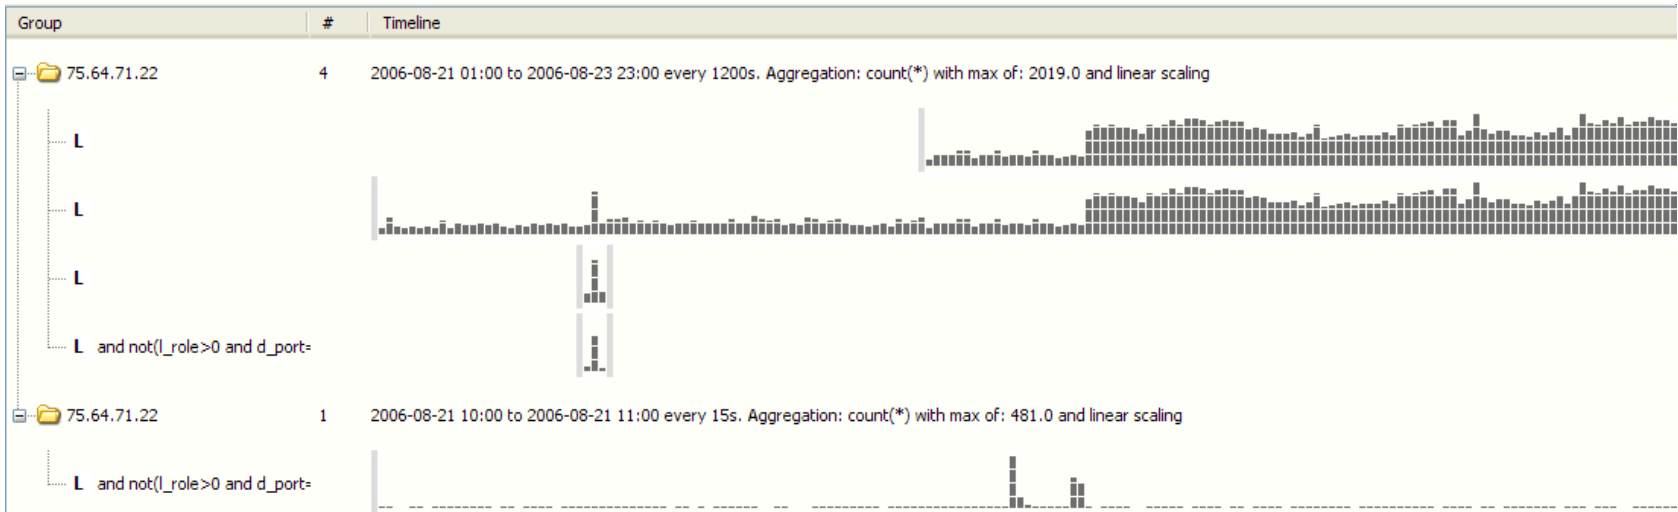 Group # Timeline
75.64.71.22 4 2006-08-21 01:00 to 2006-08-23 23:00 every 1200s. Aggregation: count(*) with max of: 2019.0 and linear scaling
L
L
L
L and not(l_role>0 and d_port=
75.64.71.22 1 2006-08-21 10:00 to 2006-08-21 11:00 every 15s. Aggregation: count(*) with max of: 481.0 and linear scaling
L and not(l_role>0 and d_port=